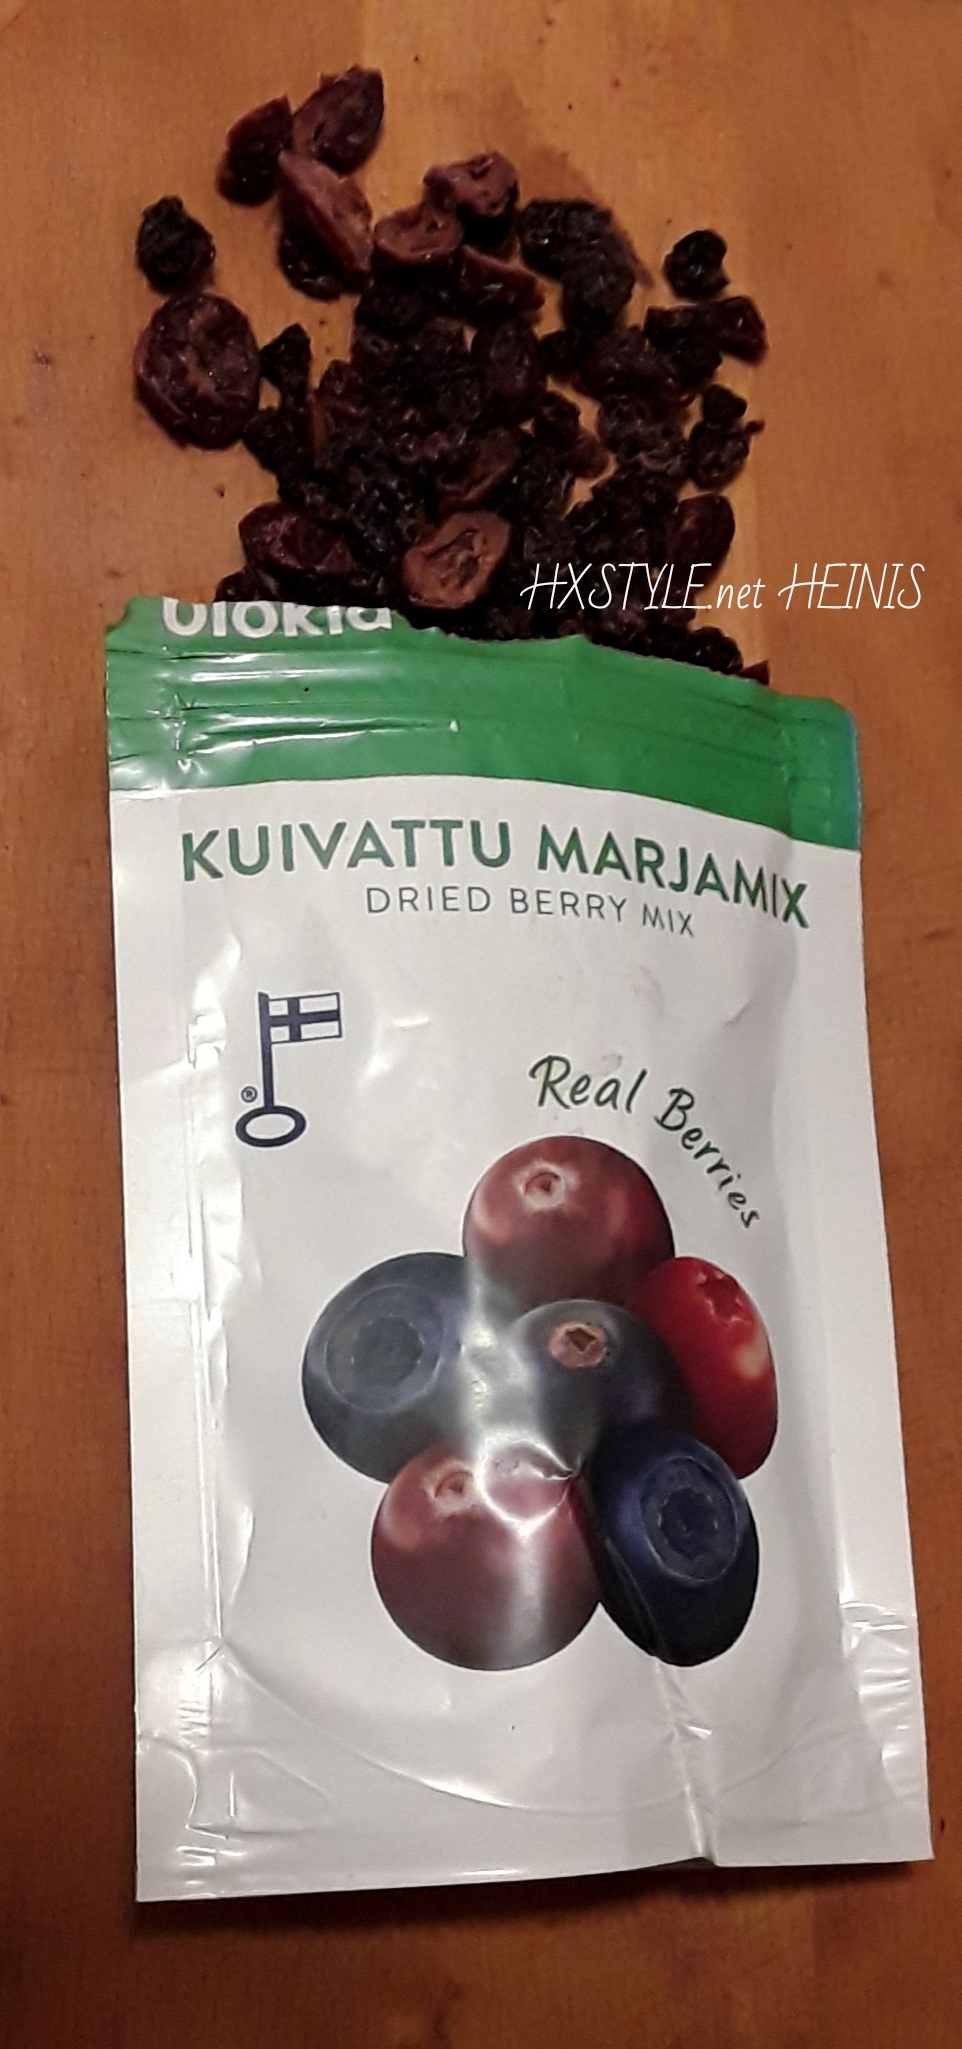 HXSTYLE.net HEINIS
KUIVATTU MARJAMIX
DRIED BERRY MIX
®
Real Berries